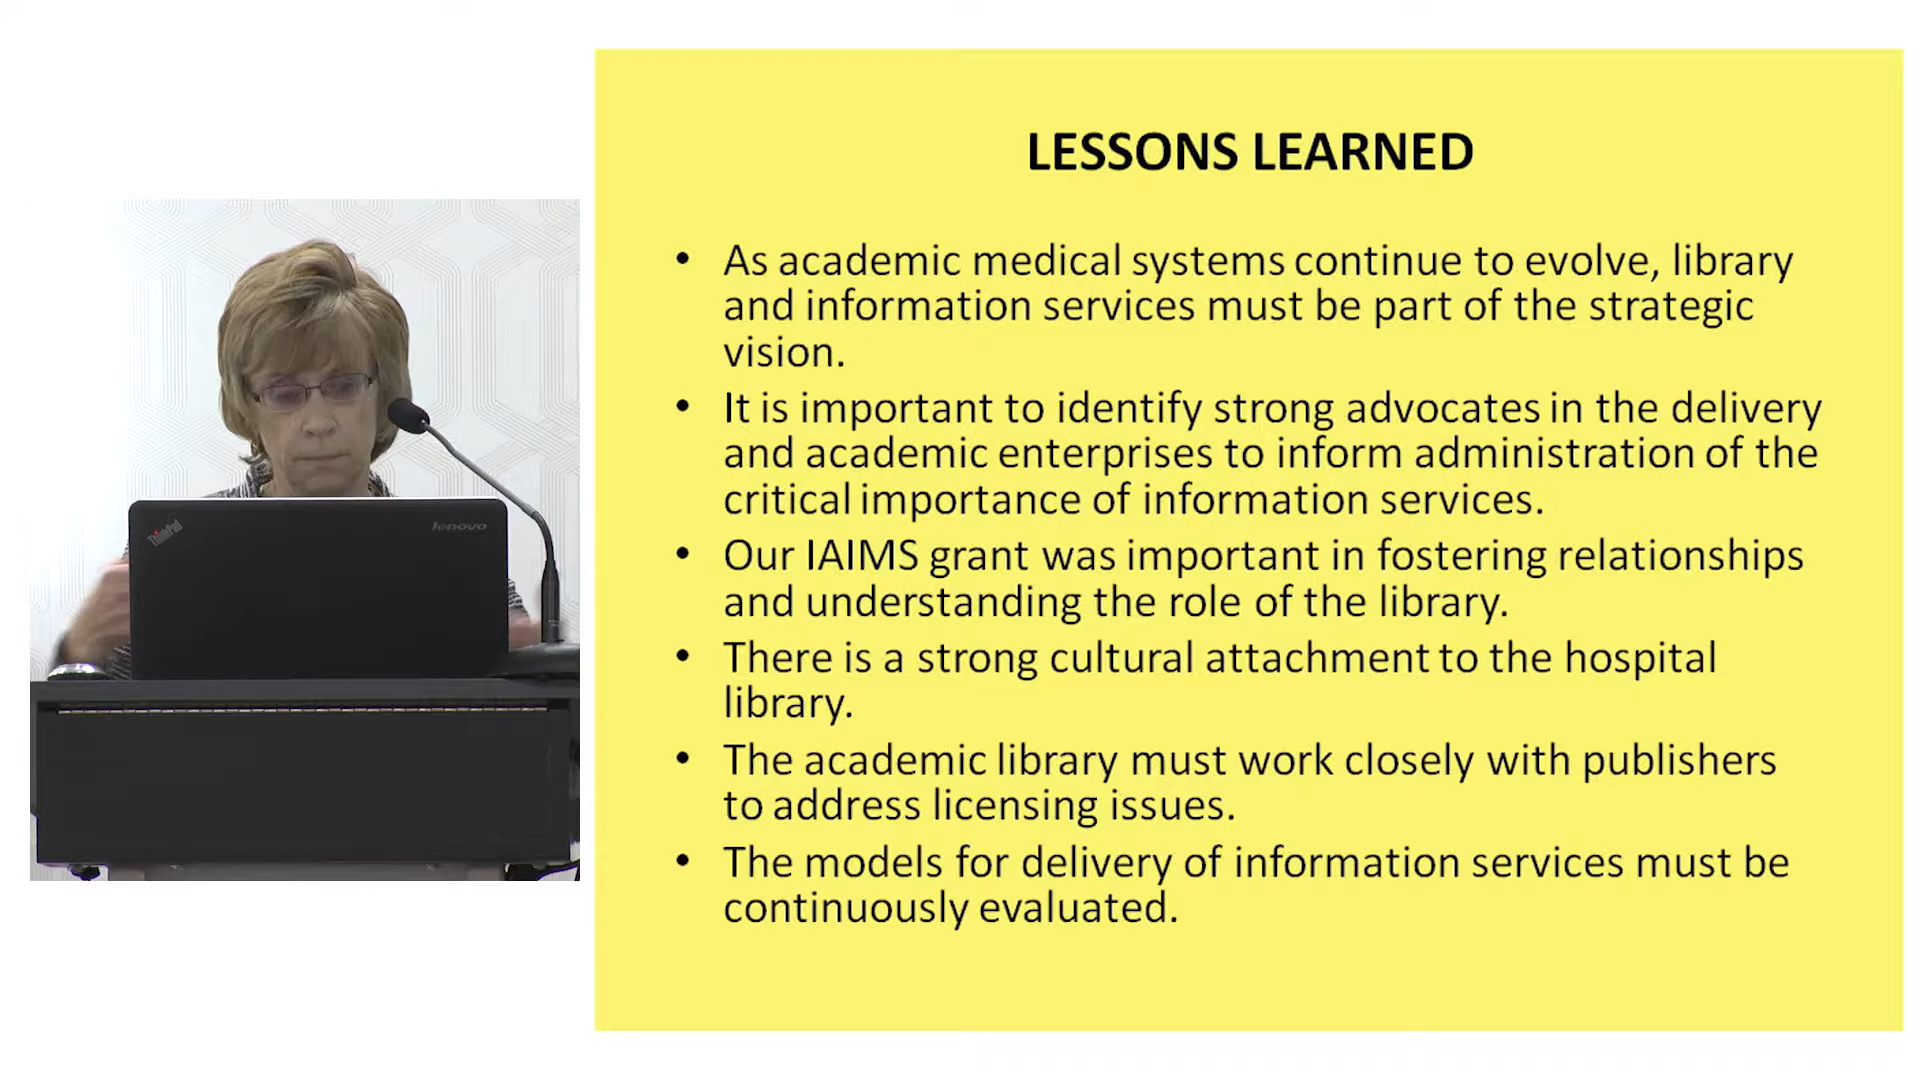 LESSONS LEARNED
• As academic medical systems continue to evolve, library
and information services must be part of the strategic
vision.
• It is important to identify strong advocates in the delivery
and academic enterprises to inform administration of the
critical importance of information services.
• Our IAIMS grant was important in fostering relationships
and understanding the role of the library.
• There is a strong cultural attachment to the hospital
library.
• The academic library must work closely with publishers
to address licensing issues.
• The models for delivery of information services must be
continuously evaluated.
ThinkPad
lenovo